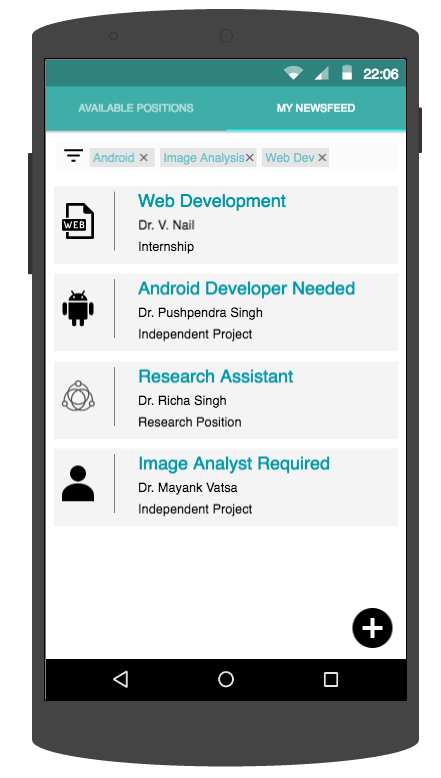 22:06
AVAILABLE POSITIONS MY NEWSFEED
Android × Image Analysis× Web Dev ×
Web Development
WEB
Dr. V. Nail
Internship
Android Developer Needed
Dr. Pushpendra Singh
Independent Project
Research Assistant
Dr. Richa Singh
Research Position
Image Analyst Required
Dr. Mayank Vatsa
Independent Project